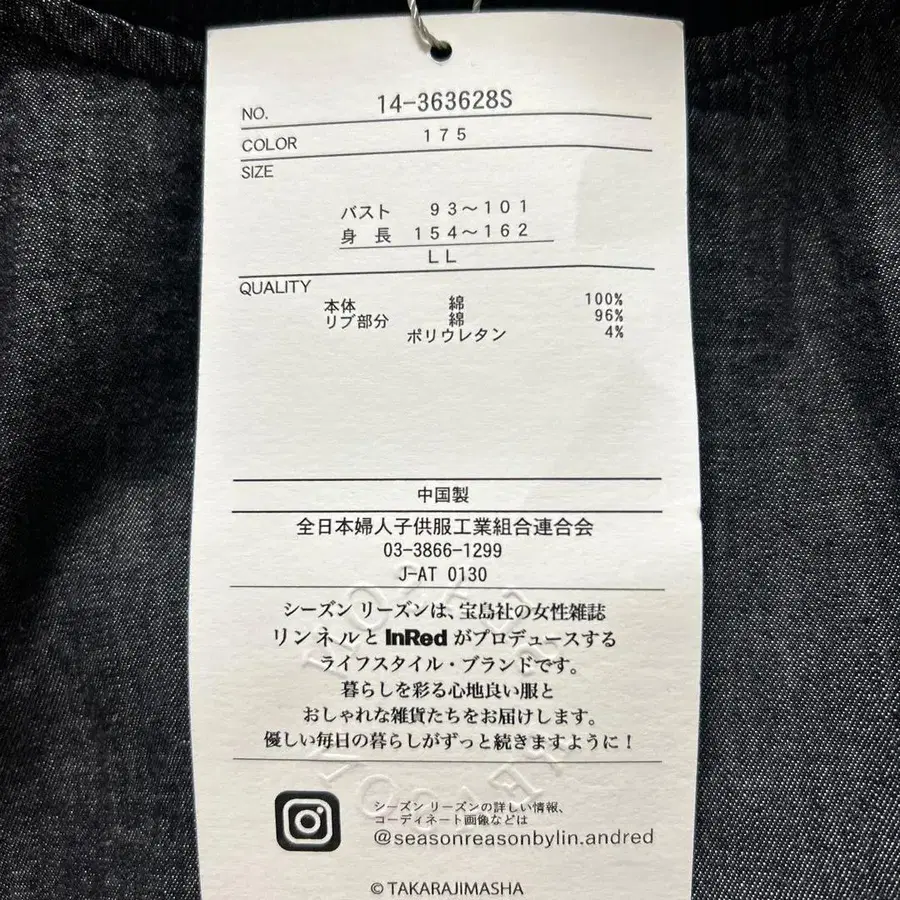 NO. 14-363628S
COLOR 175
SIZE
バスト 93～101
身長 154～162
LL
QUALITY
本体 綿 100%
リブ部分 綿 96%
ポリウレタン 4%
中国製
全日本婦人子供服工業組合連合会
03-3866-1299
J-AT 0130
シーズン リーズンは、宝島社の女性雑誌
リンネルと InRed がプロデュースする
ライフスタイル・ブランドです。
暮らしを彩る心地良い服と
おしゃれな雑貨たちをお届けします。
優しい毎日の暮らしがずっと続きますように！
シーズン リーズンの詳しい情報、
コーディネート画像などは
@seasonreasonbylin.andred
© TAKARAJIMASHA